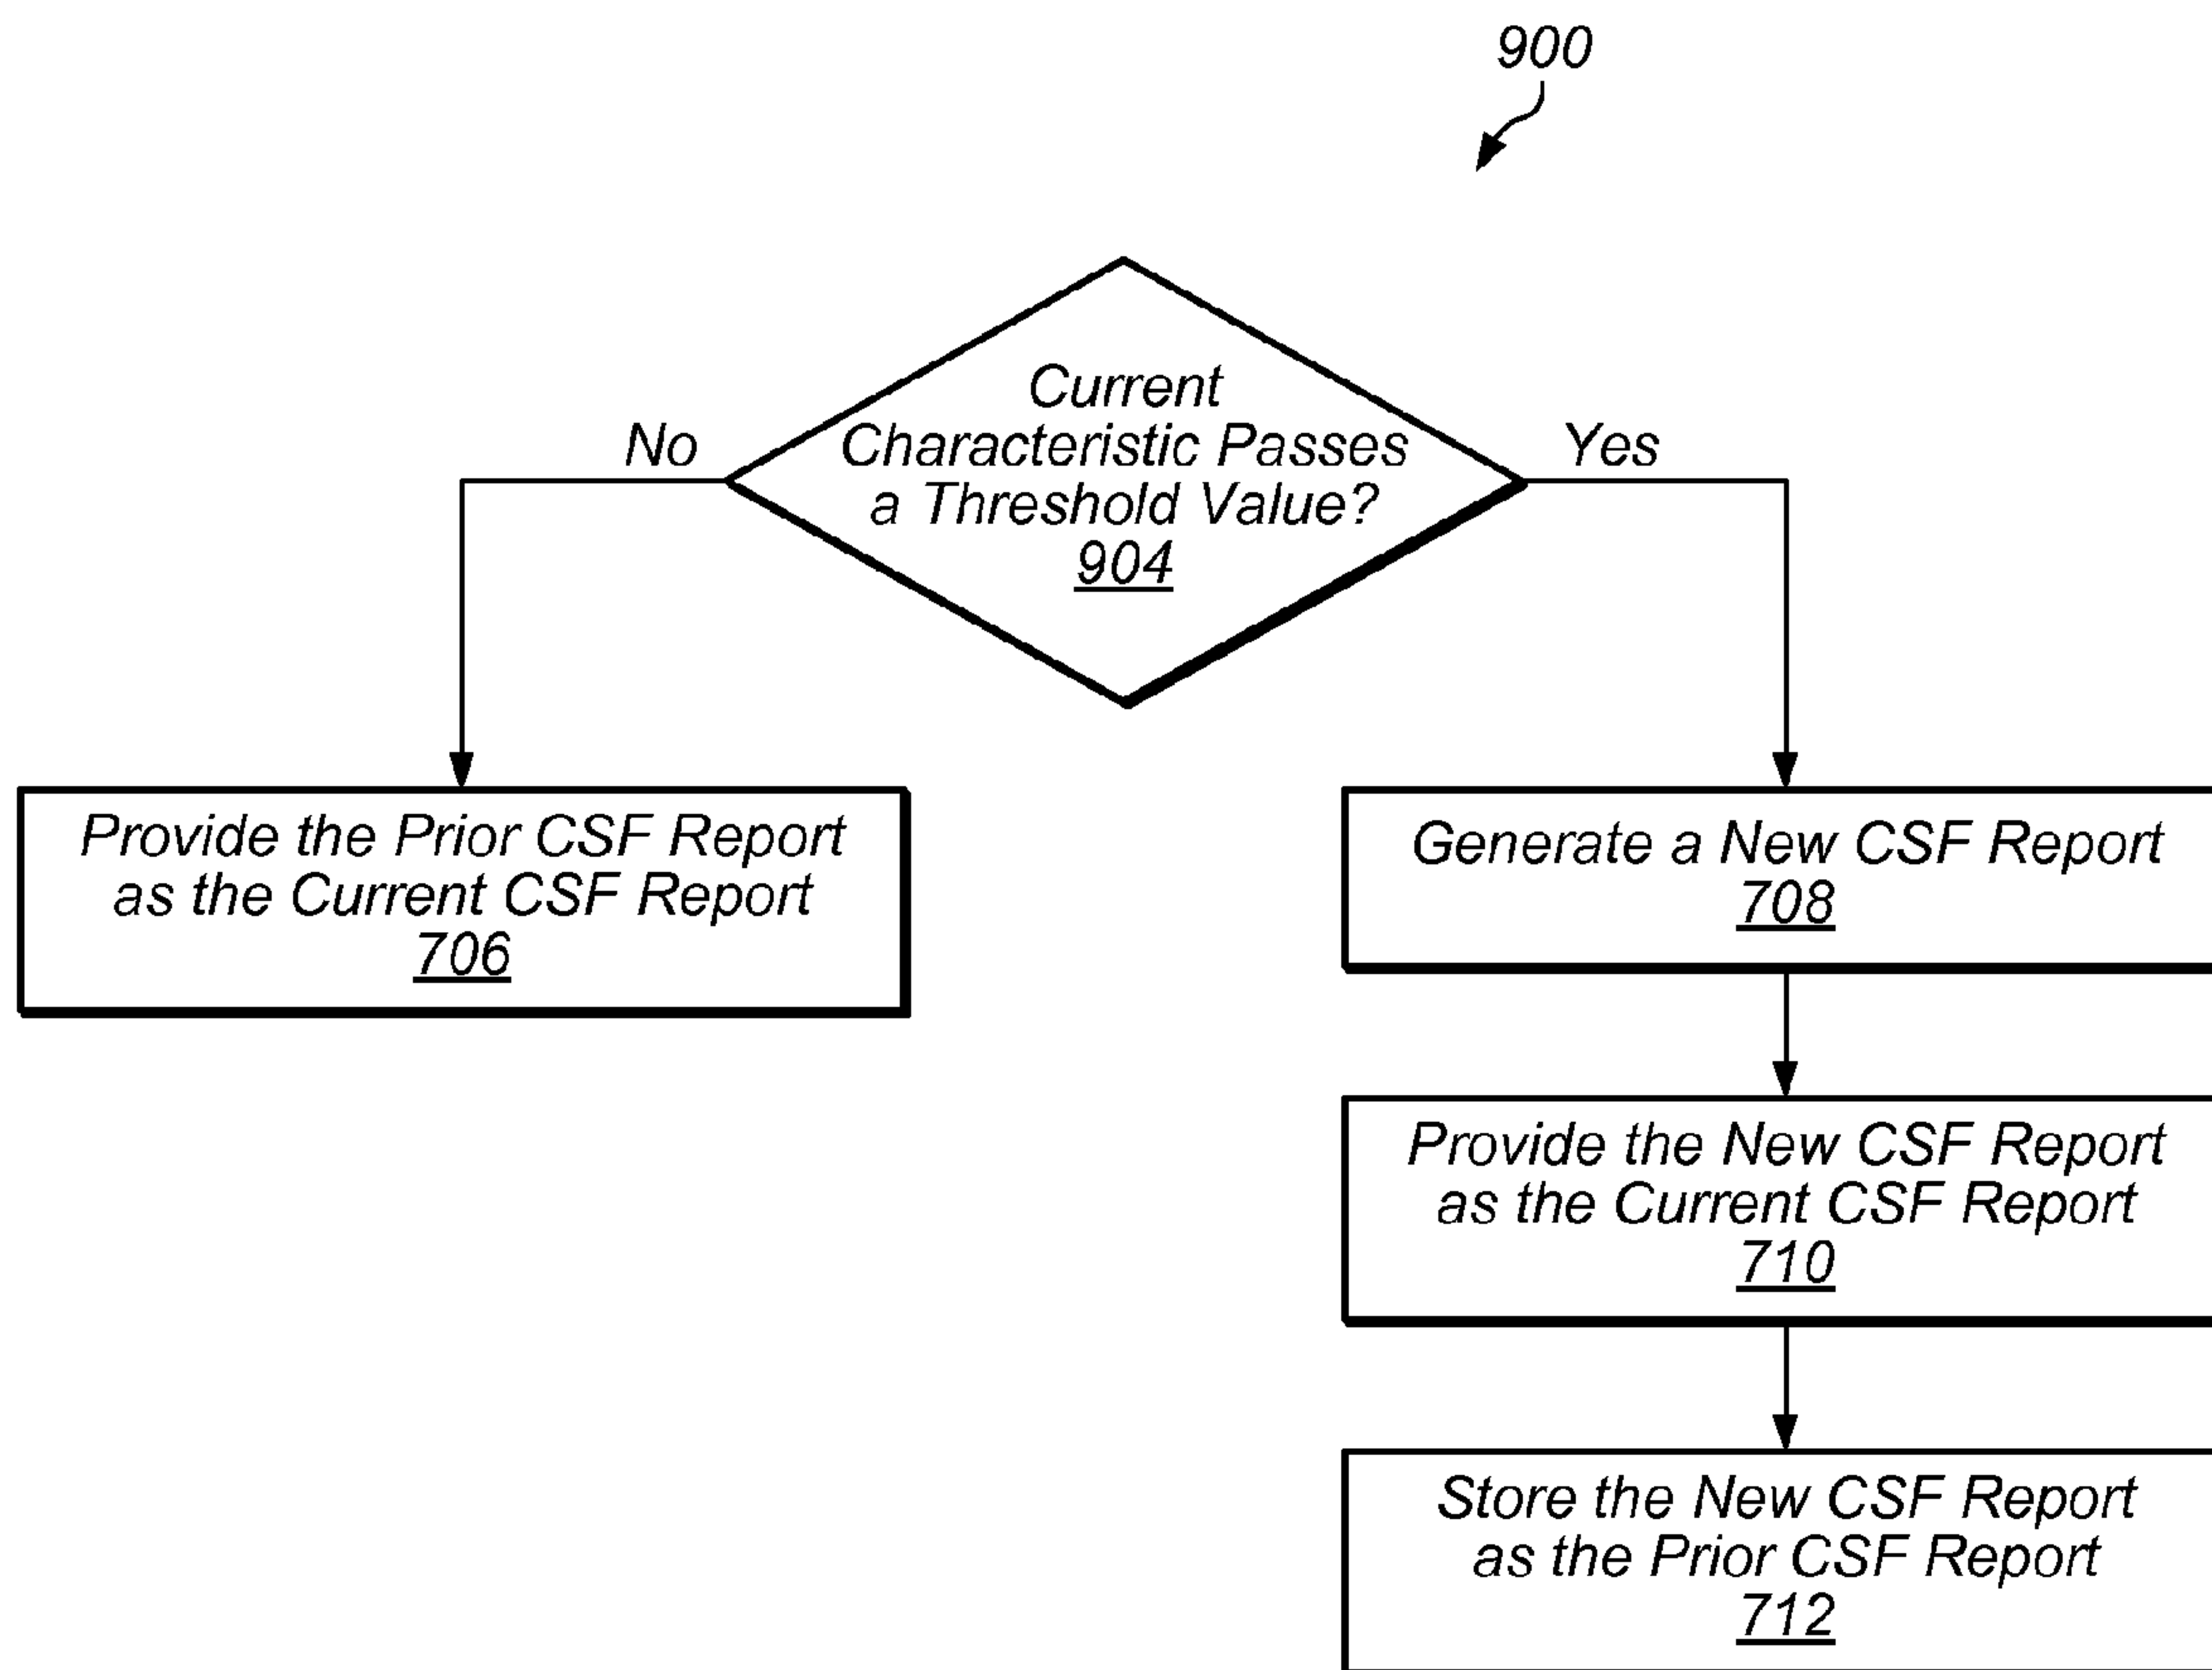 900
Current
Characteristic Passes
a Threshold Value?
904
No
Yes
Provide the Prior CSF Report
as the Current CSF Report
706
Generate a New CSF Report
708
Provide the New CSF Report
as the Current CSF Report
710
Store the New CSF Report
as the Prior CSF Report
712